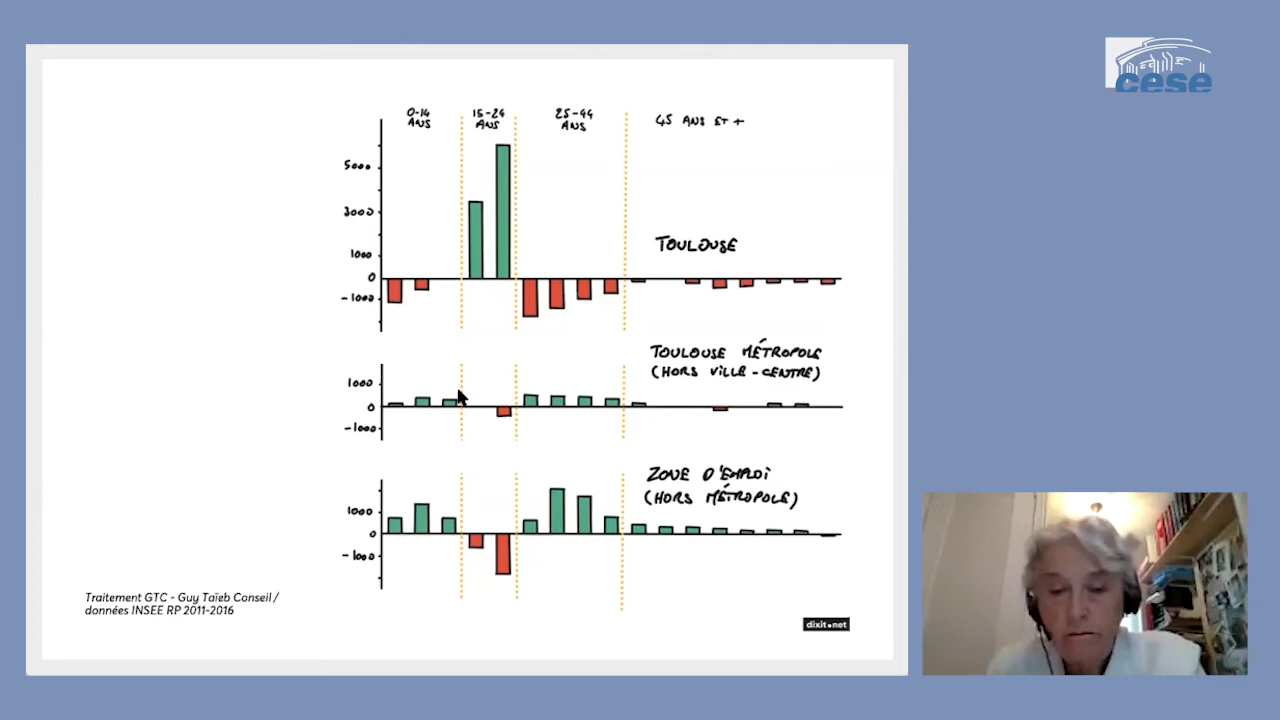 cese
0-14
ANS
15-24
ANS
25-44
ANS
45 ANS ET +
5000
3000
1000
0
-1000
TOULOUSE
TOULOUSE MÉTROPOLE
(HORS VILLE-CENTRE)
1000
0
-1000
ZONE D'EMPLOI
(HORS MÉTROPOLE)
1000
0
-1000
Traitement GTC - Guy Taïeb Conseil /
données INSEE RP 2011-2016
dixit.net